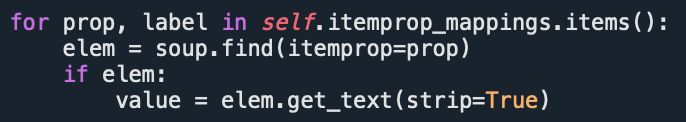 for prop, label in self.itemprop_mappings.items():
    elem = soup.find(itemprop=prop)
    if elem:
        value = elem.get_text(strip=True)